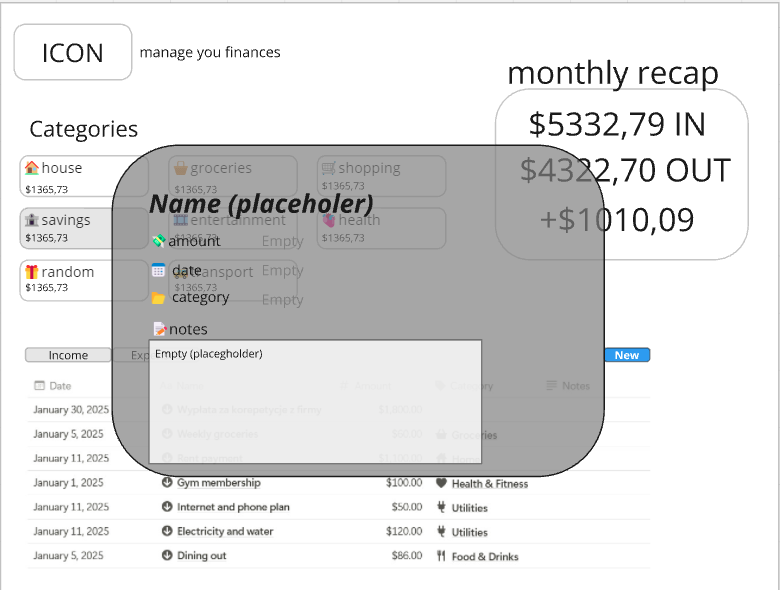 ICON
manage you finances
monthly recap
$5332,79 IN
$4322,70 OUT
+$1010,09
Categories
house
$1365,73
groceries
$1365,73
shopping
$1365,73
savings
$1365,73
entertainment
$1365,73
health
$1365,73
random
$1365,73
transport
$1365,73
Name (placeholer)
amount Empty
date Empty
category Empty
notes
Empty (placegholder)
Income
Exp
New
Date Name Amount Category Notes
January 30, 2025 Wypłata za korepetycje z firmy $1,800.00
January 5, 2025 Weekly groceries $90.00 Groceries
January 11, 2025 Rent payment $1,100.00 Home
January 1, 2025 Gym membership $100.00 Health & Fitness
January 11, 2025 Internet and phone plan $50.00 Utilities
January 11, 2025 Electricity and water $120.00 Utilities
January 5, 2025 Dining out $86.00 Food & Drinks